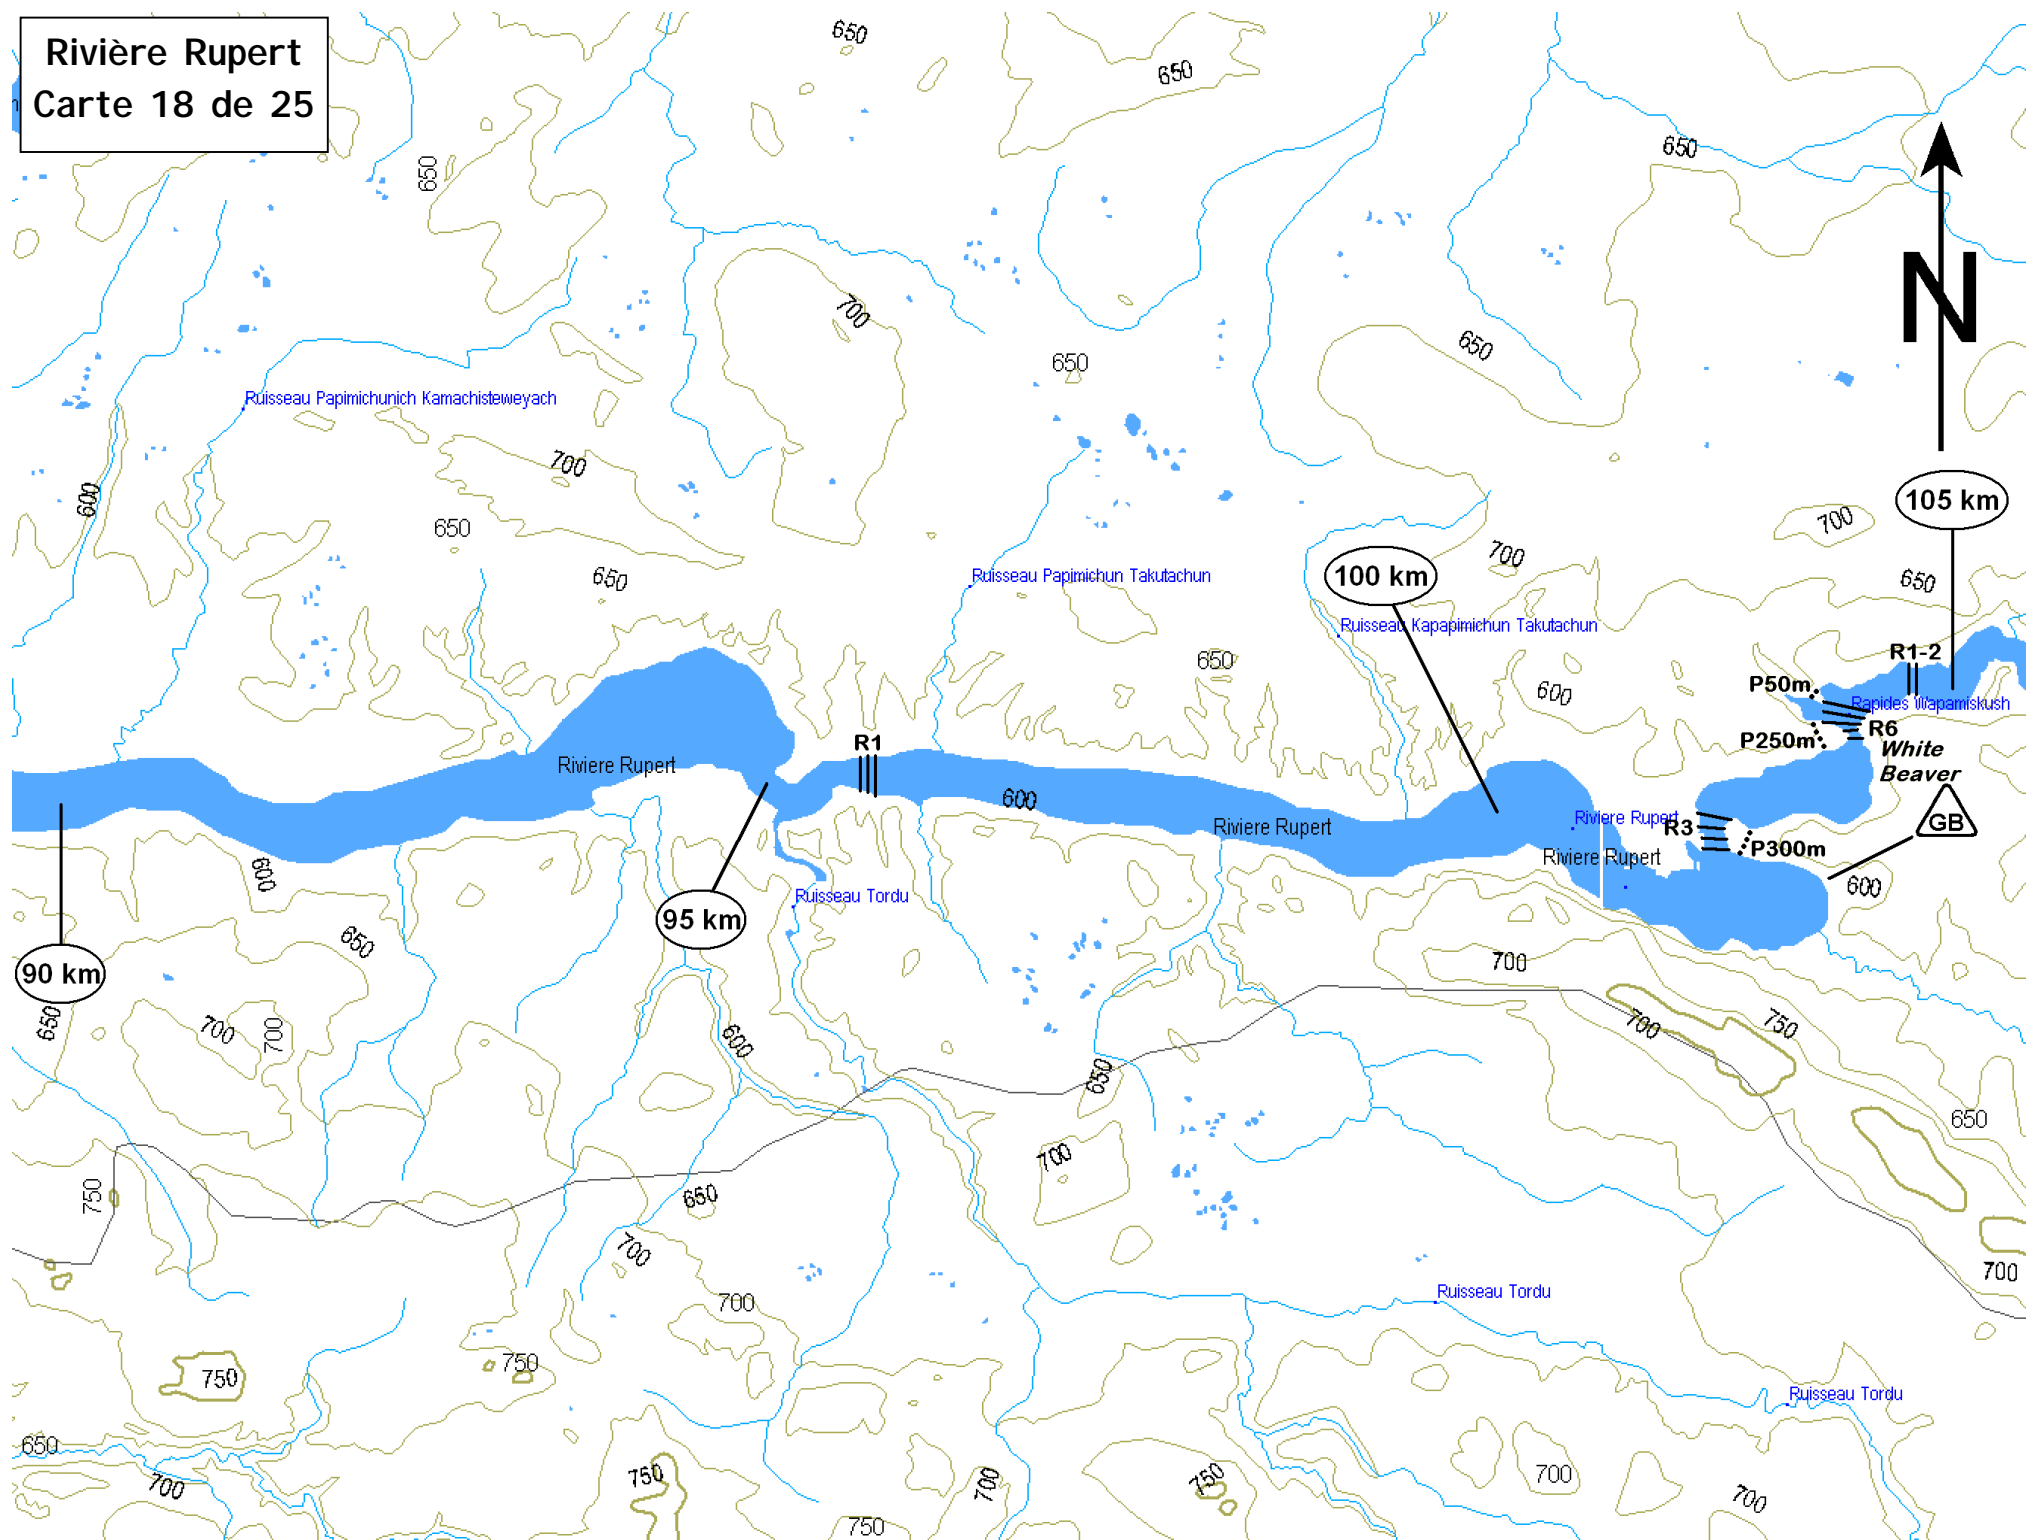 Rivière Rupert
Carte 18 de 25
650
650
650
650
N
700
650
650
Ruisseau Papimichunich Kamachisteweyach
700
600
650
105 km
700
650
Ruisseau Papimichun Takutachun
100 km
700
650
Ruisseau Kapapimichun Takutachun
650
R1-2
P50m
600
Rapides Wapamiskush
R6
P250m
White
Beaver
R1
Riviere Rupert
600
Riviere Rupert
Riviere Rupert
R3
GB
P300m
Riviere Rupert
600
600
Ruisseau Tordu
95 km
650
90 km
700
650
700
700
600
700
750
650
650
700
750
650
700
700
700
Ruisseau Tordu
750
750
Ruisseau Tordu
650
700
750
700
750
700
700
750